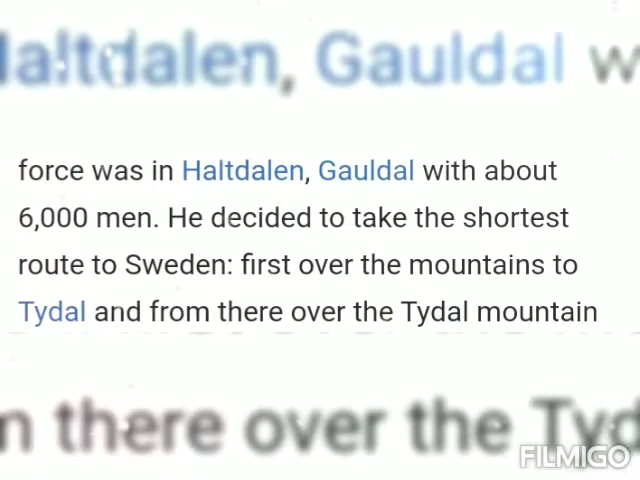 Haltdalen, Gauldal w
force was in Haltdalen, Gauldal with about
6,000 men. He decided to take the shortest
route to Sweden: first over the mountains to
Tydal and from there over the Tydal mountain
there over the Tyd
FILMIGO